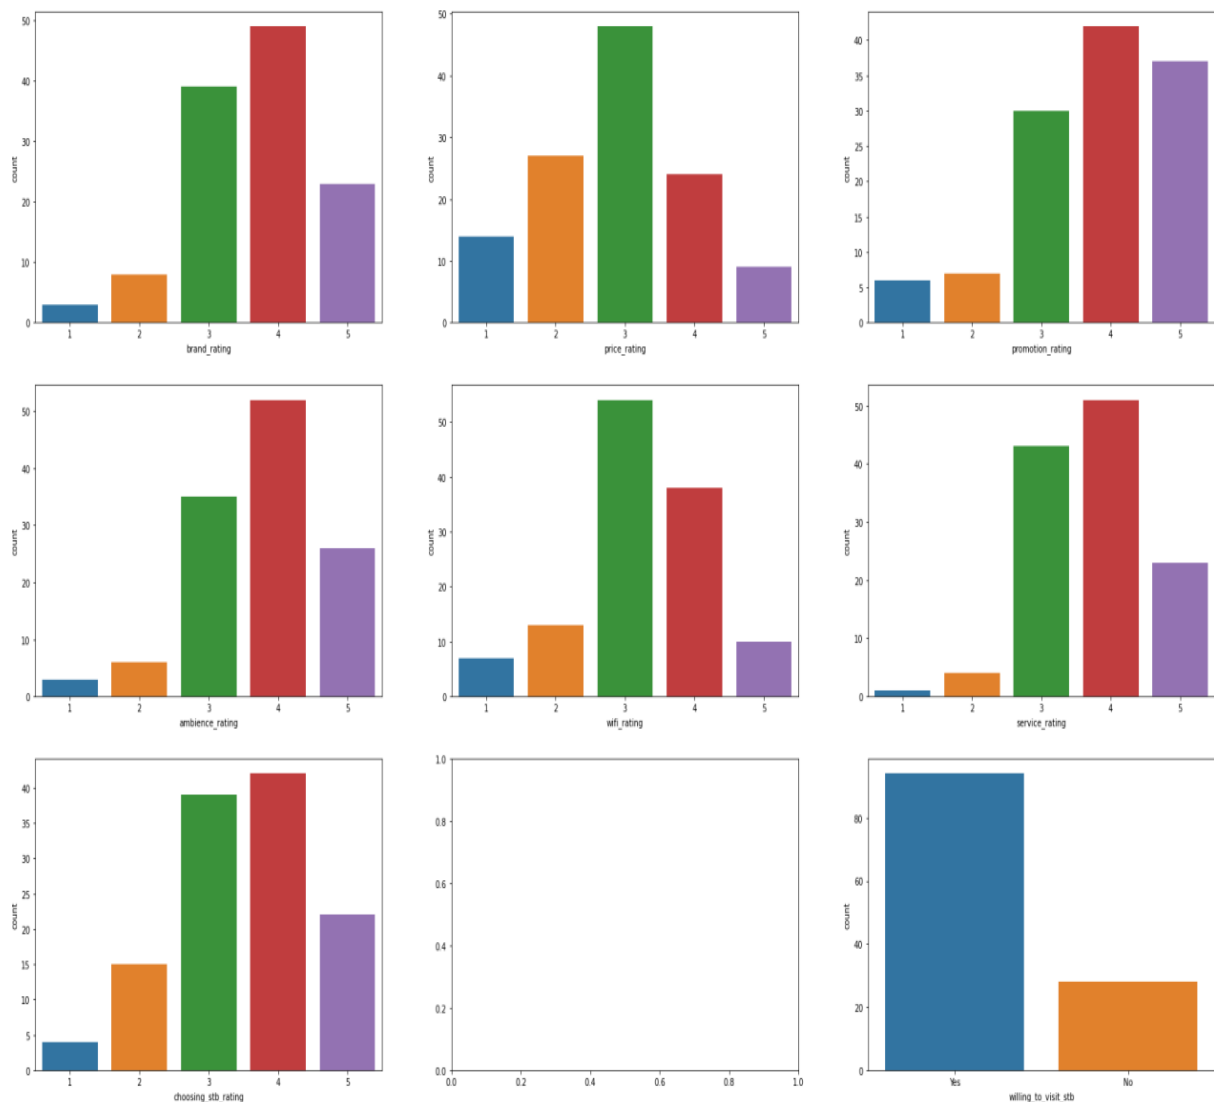 50
40
30
20
10
0
count
1 2 3 4 5
brand_rating
50
40
30
20
10
0
count
1 2 3 4 5
price_rating
40
35
30
25
20
15
10
5
0
count
1 2 3 4 5
promotion_rating
50
40
30
20
10
0
count
1 2 3 4 5
ambience_rating
50
40
30
20
10
0
count
1 2 3 4 5
wifi_rating
50
40
30
20
10
0
count
1 2 3 4 5
service_rating
40
35
30
25
20
15
10
5
0
count
1 2 3 4 5
choosing_stb_rating
1.0
0.8
0.6
0.4
0.2
0.0
0.0 0.2 0.4 0.6 0.8 1.0
80
60
40
20
0
count
Yes No
willing_to_visit_stb